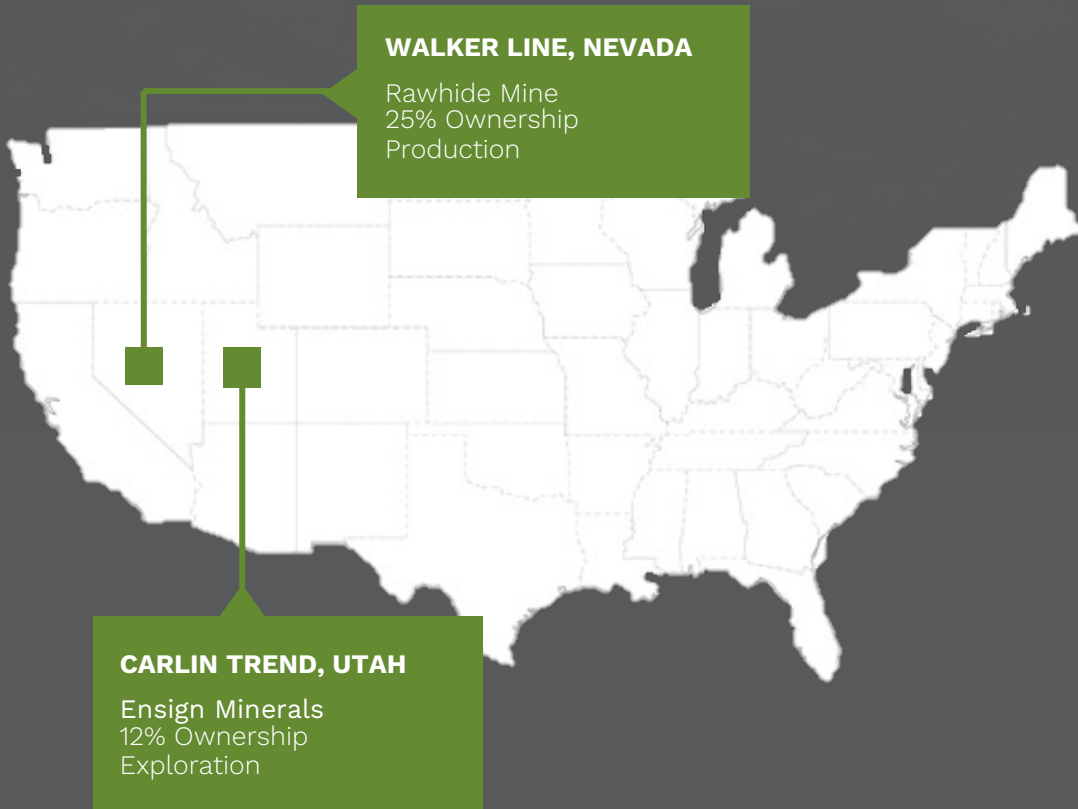 WALKER LINE, NEVADA
Rawhide Mine
25% Ownership
Production
CARLIN TREND, UTAH
Ensign Minerals
12% Ownership
Exploration